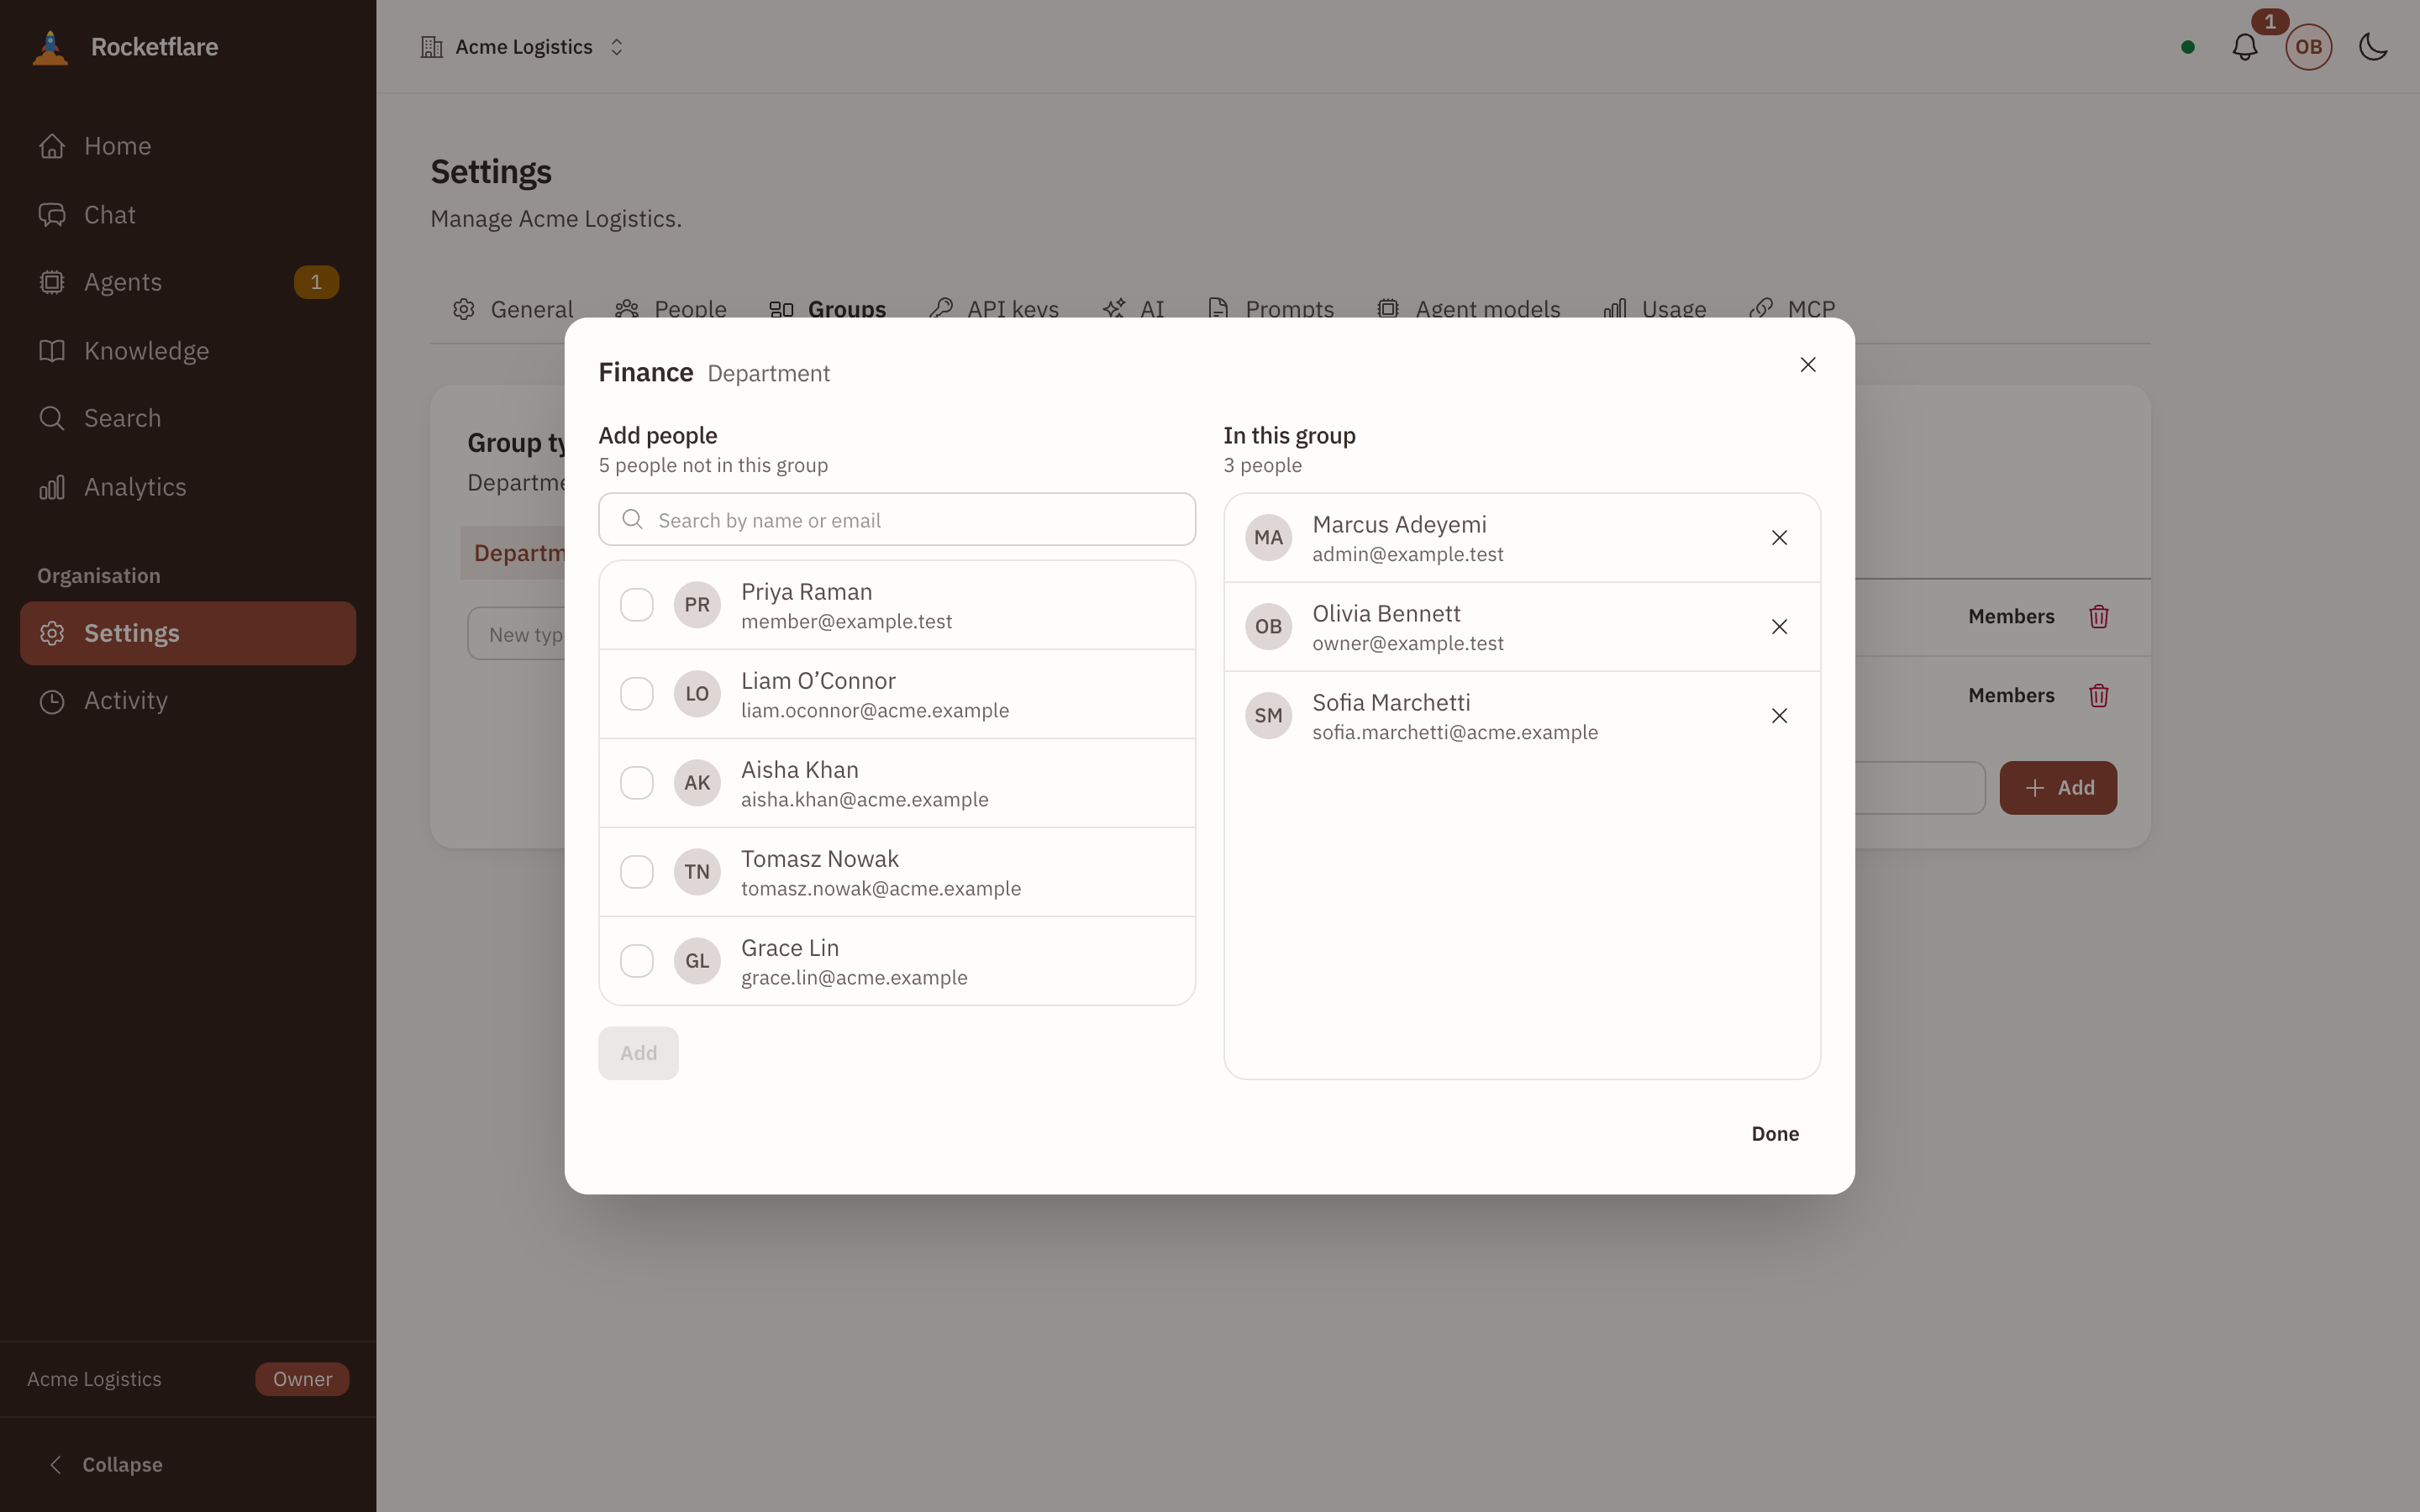 Rocketflare
Home
Chat
Agents
1
Knowledge
Search
Analytics
Organisation
Settings
Activity
Acme Logistics
Owner
Collapse
Acme Logistics
1
OB
Settings
Manage Acme Logistics.
General
People
Groups
API keys
AI
Prompts
Agent models
Usage
MCP
Group ty
Departme
Departm
New typ
Members
Members
Add
Finance Department
Add people
5 people not in this group
Search by name or email
PR
Priya Raman
member@example.test
LO
Liam O’Connor
liam.oconnor@acme.example
AK
Aisha Khan
aisha.khan@acme.example
TN
Tomasz Nowak
tomasz.nowak@acme.example
GL
Grace Lin
grace.lin@acme.example
Add
In this group
3 people
MA
Marcus Adeyemi
admin@example.test
OB
Olivia Bennett
owner@example.test
SM
Sofia Marchetti
sofia.marchetti@acme.example
Done